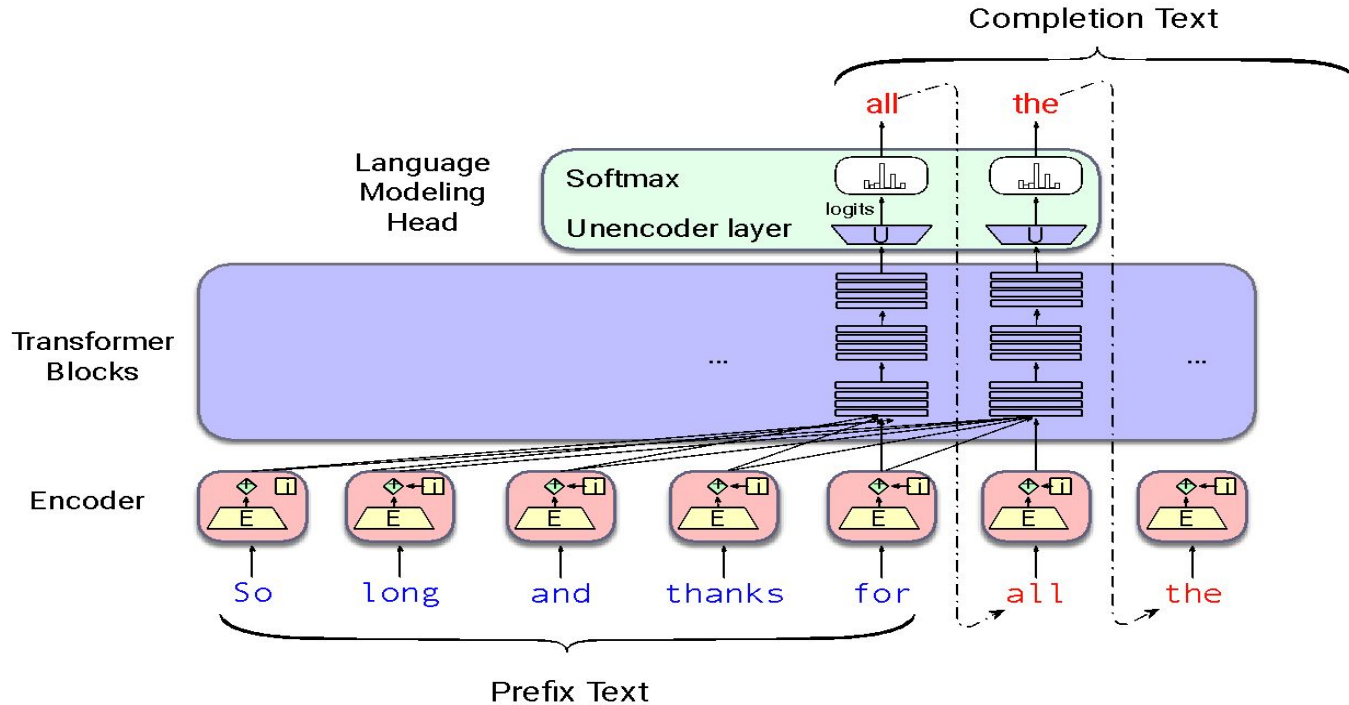 Completion Text
all the
Language
Modeling
Head
Softmax
logits
Unencoder layer
U U
Transformer
Blocks
... ...
Encoder
+ i + i + i + i + i + i + i
E E E E E E E
So long and thanks for all the
Prefix Text